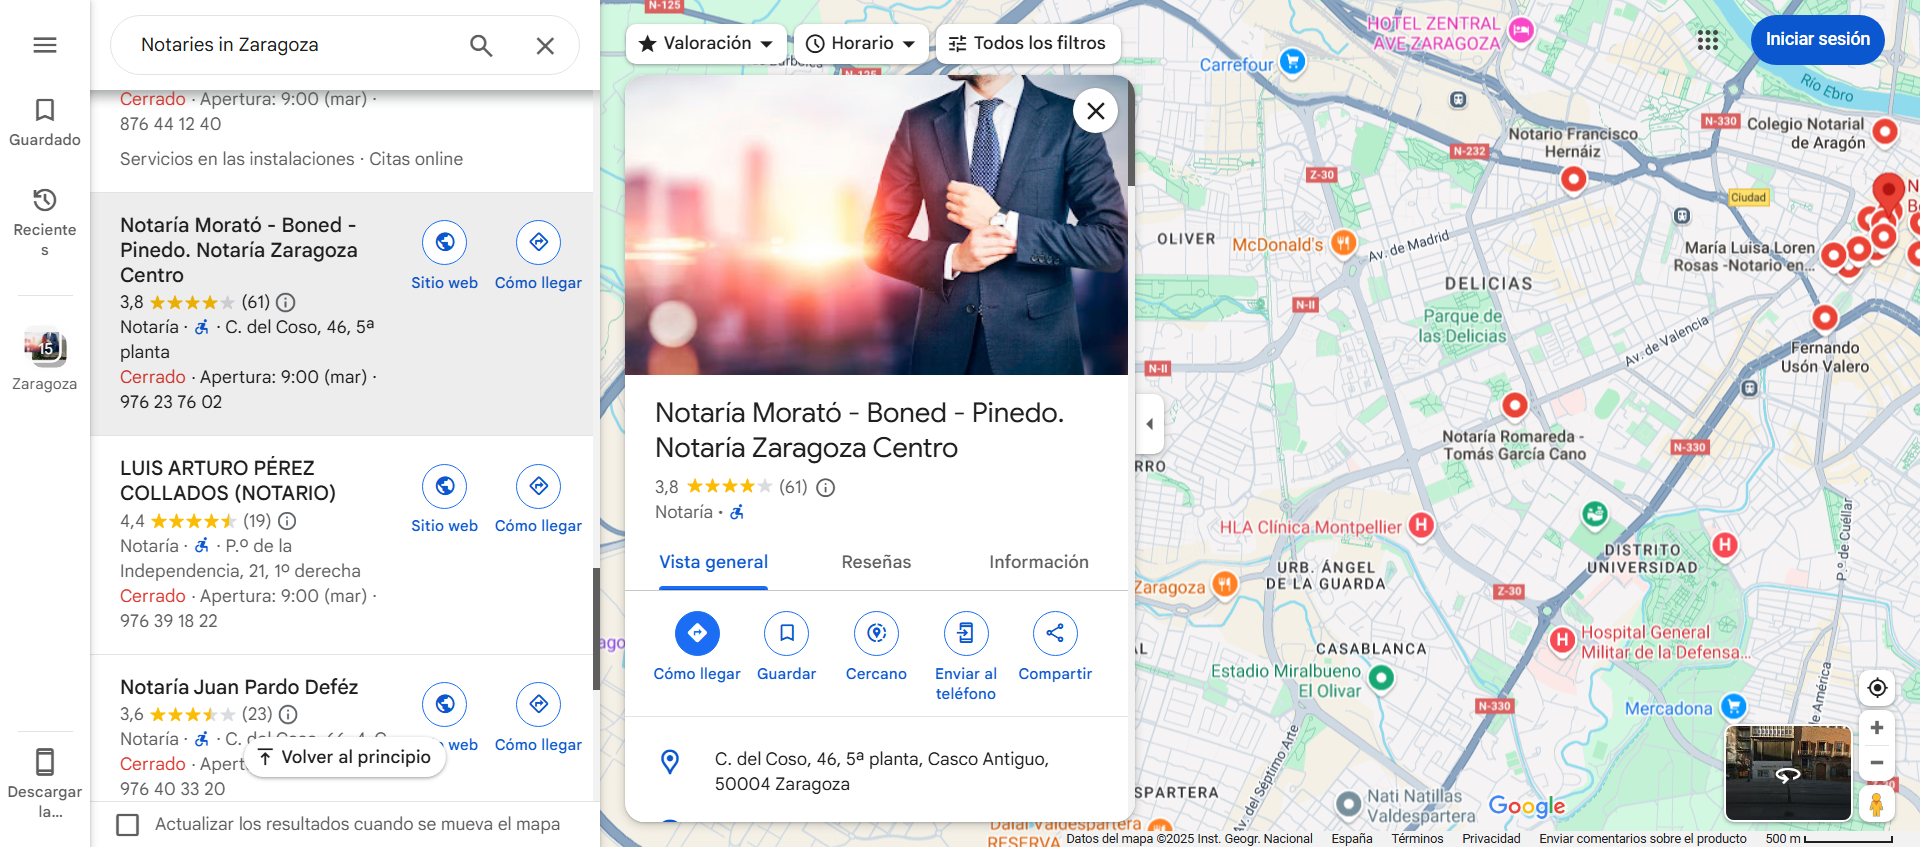 Notaries in Zaragoza
Guardado
Reciente
s
15
Zaragoza
Descargar
la...
Cerrado · Apertura: 9:00 (mar) ·
876 44 12 40
Servicios en las instalaciones · Citas online
Notaría Morató - Boned -
Pinedo. Notaría Zaragoza
Centro
3,8 (61)
Notaría · · C. del Coso, 46, 5ª
planta
Cerrado · Apertura: 9:00 (mar) ·
976 23 76 02
Sitio web
Cómo llegar
LUIS ARTURO PÉREZ
COLLADOS (NOTARIO)
4,4 (19)
Notaría · · P.º de la
Independencia, 21, 1º derecha
Cerrado · Apertura: 9:00 (mar) ·
976 39 18 22
Sitio web
Cómo llegar
Notaría Juan Pardo Deféz
3,6 (23)
Notaría · · C.
Cerrado
976 40 33 20
web
Cómo llegar
Volver al principio
Actualizar los resultados cuando se mueva el mapa
Valoración
Horario
Todos los filtros
Notaría Morató - Boned - Pinedo.
Notaría Zaragoza Centro
3,8 (61)
Notaría ·
Vista general
Reseñas
Información
Cómo llegar
Guardar
Cercano
Enviar al
teléfono
Compartir
C. del Coso, 46, 5ª planta, Casco Antiguo,
50004 Zaragoza
Iniciar sesión
N-125
N-125
HOTEL ZENTRAL
AVE ZARAGOZA
Carrefour
Río Ebro
N-330
Colegio Notarial
de Aragón
Notario Francisco
Hernáiz
N-232
Z-30
Ciudad
OLIVER
McDonald's
Av. de Madrid
María Luisa Loren
Rosas -Notario en...
DELICIAS
N-II
Parque de
las Delicias
Av. de Valencia
Fernando
Usón Valero
N-II
Notaría Romareda -
Tomás García Cano
N-330
HLA Clínica Montpellier
H
DISTRITO
UNIVERSIDAD
H
P.º de Cuéllar
URB. ÁNGEL
DE LA GUARDA
Zaragoza
Z-30
CASABLANCA
H
Hospital General
Militar de la Defensa...
Estadio Miralbueno
El Olivar
N-330
Mercadona
de América
Av. del Séptimo Arte
SPARTERA
Nati Natillas
Valdespartera
Dalai Valdespartera
RESERVA
Google
Datos del mapa ©2025 Inst. Geogr. Nacional
España
Términos
Privacidad
Enviar comentarios sobre el producto
500 m